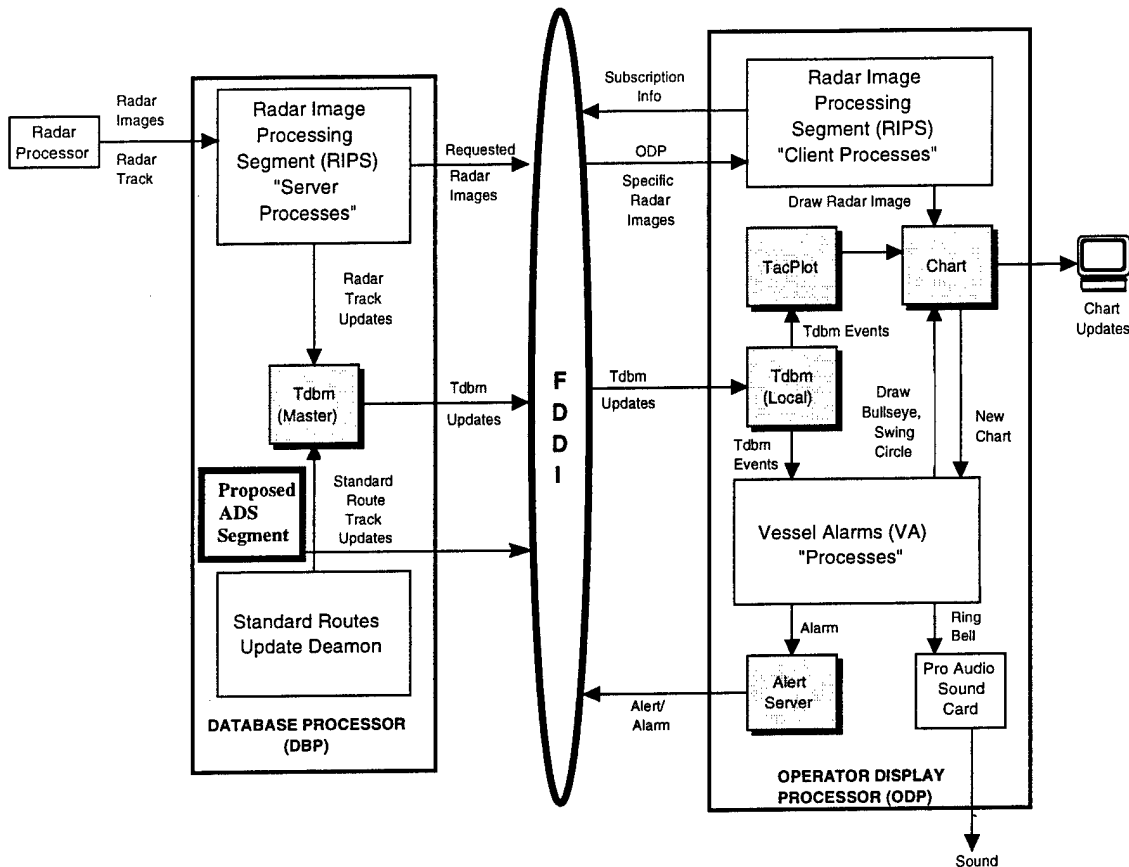 Radar
Processor
Radar
Images
Radar
Track
Radar Image
Processing
Segment (RIPS)
"Server
Processes"
Requested
Radar
Images
Radar
Track
Updates
Tdbm
(Master)
Tdbm
Updates
Proposed
ADS
Segment
Standard
Route
Track
Updates
Standard Routes
Update Deamon
DATABASE PROCESSOR
(DBP)
F
D
D
I
Subscription
Info
ODP
Specific
Radar
Images
Tdbm
Updates
Alert/
Alarm
Radar Image
Processing
Segment (RIPS)
"Client Processes"
Draw Radar Image
TacPlot
Chart
Chart
Updates
Tdbm Events
Tdbm
(Local)
Tdbm
Events
Draw
Bullseye,
Swing
Circle
New
Chart
Vessel Alarms (VA)
"Processes"
Alarm
Ring
Bell
Alert
Server
Pro Audio
Sound
Card
OPERATOR DISPLAY
PROCESSOR (ODP)
Sound